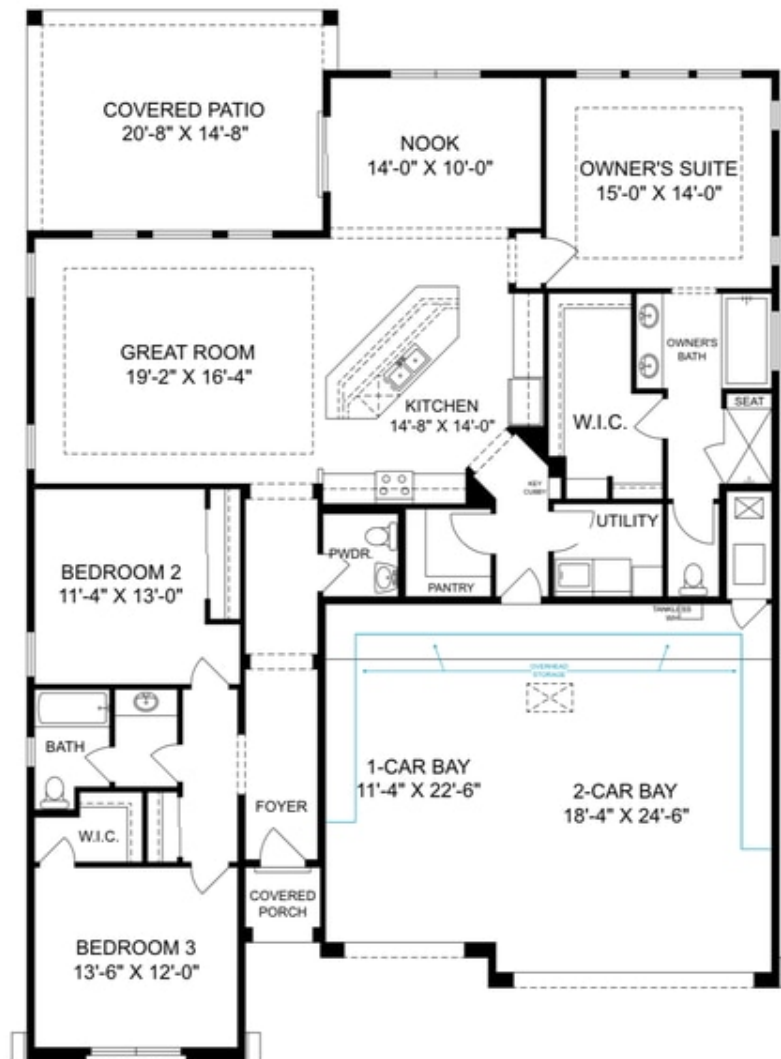 COVERED PATIO
20'-8" X 14'-8"
NOOK
14'-0" X 10'-0"
OWNER'S SUITE
15'-0" X 14'-0"
GREAT ROOM
19'-2" X 16'-4"
KITCHEN
14'-8" X 14'-0"
OWNER'S
BATH
SEAT
W.I.C.
KEY
CUBBY
UTILITY
PWDR.
PANTRY
BEDROOM 2
11'-4" X 13'-0"
TANKLESS
WH
OVERHEAD
STORAGE
BATH
W.I.C.
FOYER
1-CAR BAY
11'-4" X 22'-6"
2-CAR BAY
18'-4" X 24'-6"
COVERED
PORCH
BEDROOM 3
13'-6" X 12'-0"